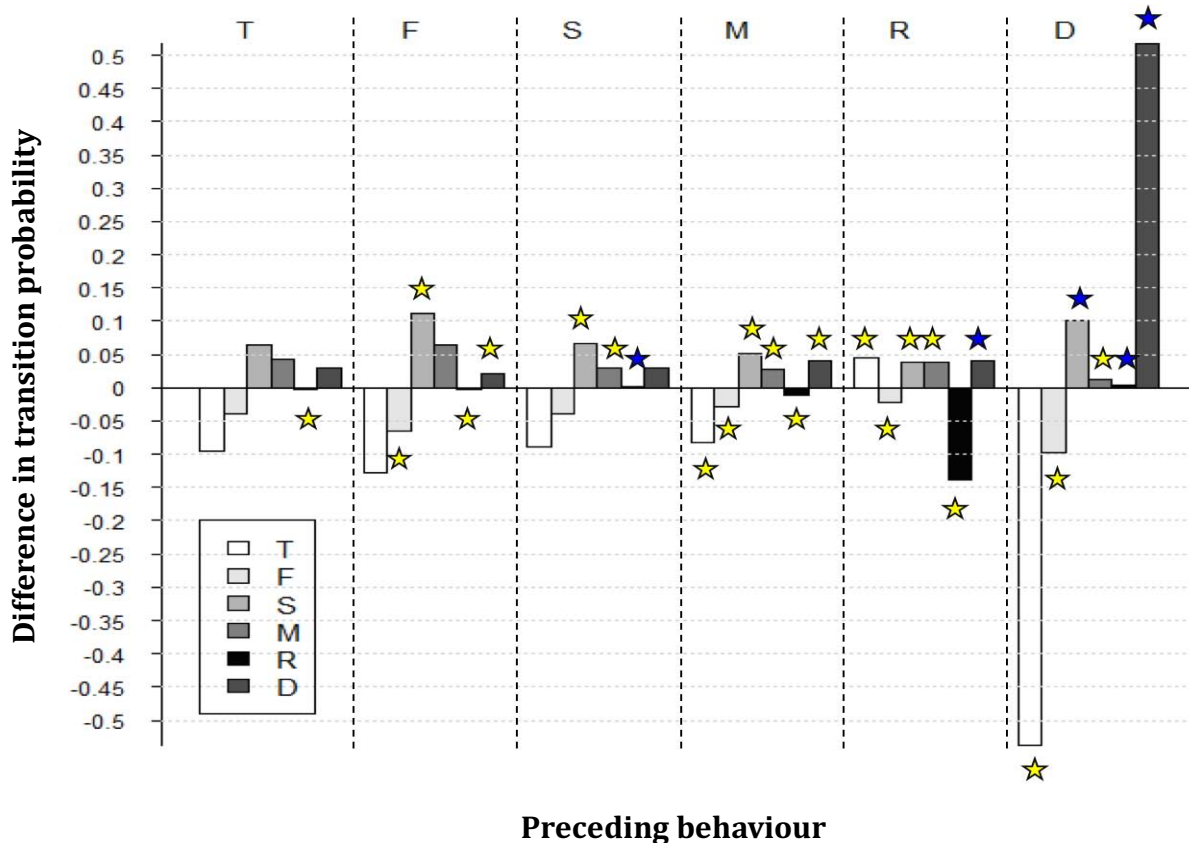 T F S M R D
0.5
0.45
0.4
0.35
0.3
0.25
0.2
0.15
0.1
0.05
0
-0.05
-0.1
-0.15
-0.2
-0.25
-0.3
-0.35
-0.4
-0.45
-0.5
Difference in transition probability
T
F
S
M
R
D
Preceding behaviour